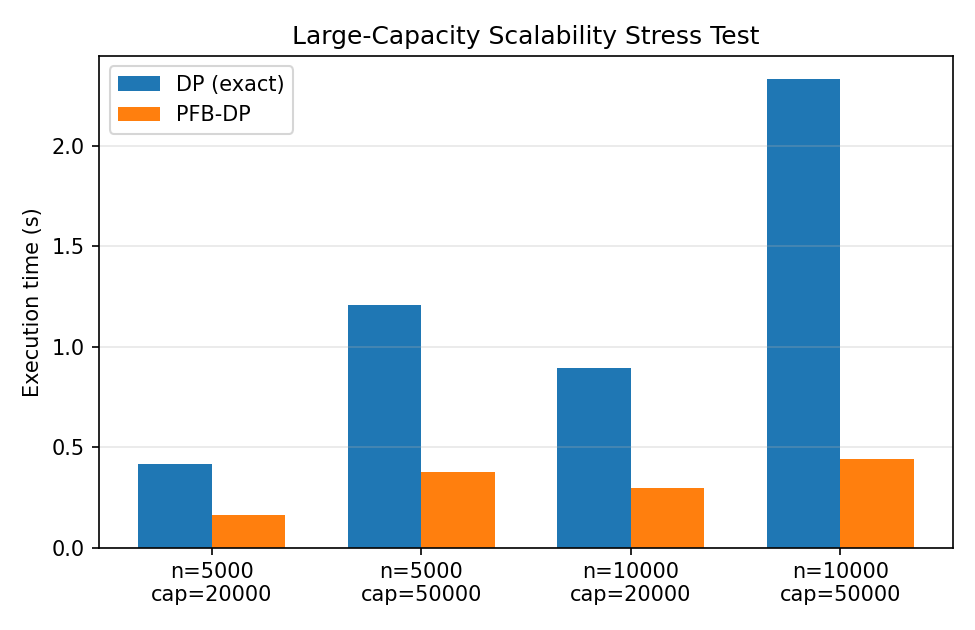 Large-Capacity Scalability Stress Test
DP (exact)
PFB-DP
Execution time (s)
2.0
1.5
1.0
0.5
0.0
n=5000
cap=20000
n=5000
cap=50000
n=10000
cap=20000
n=10000
cap=50000